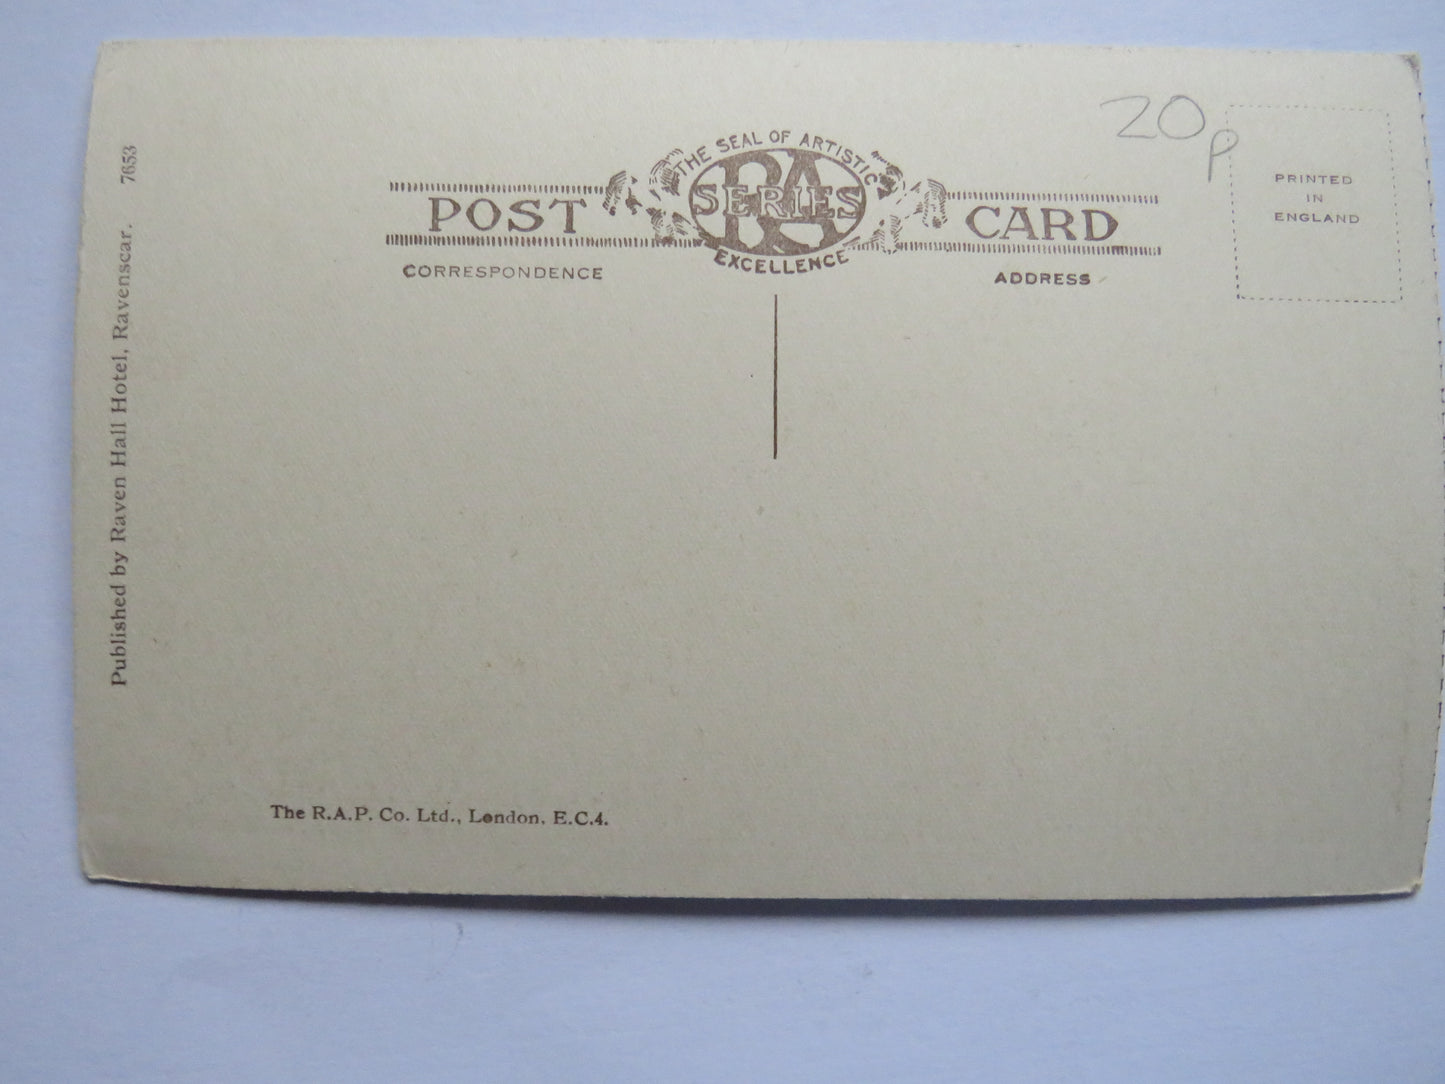 THE SEAL OF ARTISTIC
RA
SERIES
EXCELLENCE
POST CARD
CORRESPONDENCE
ADDRESS
20p
PRINTED
IN
ENGLAND
Published by Raven Hall Hotel, Ravenscar. 7653
The R.A.P. Co. Ltd., London, E.C.4.